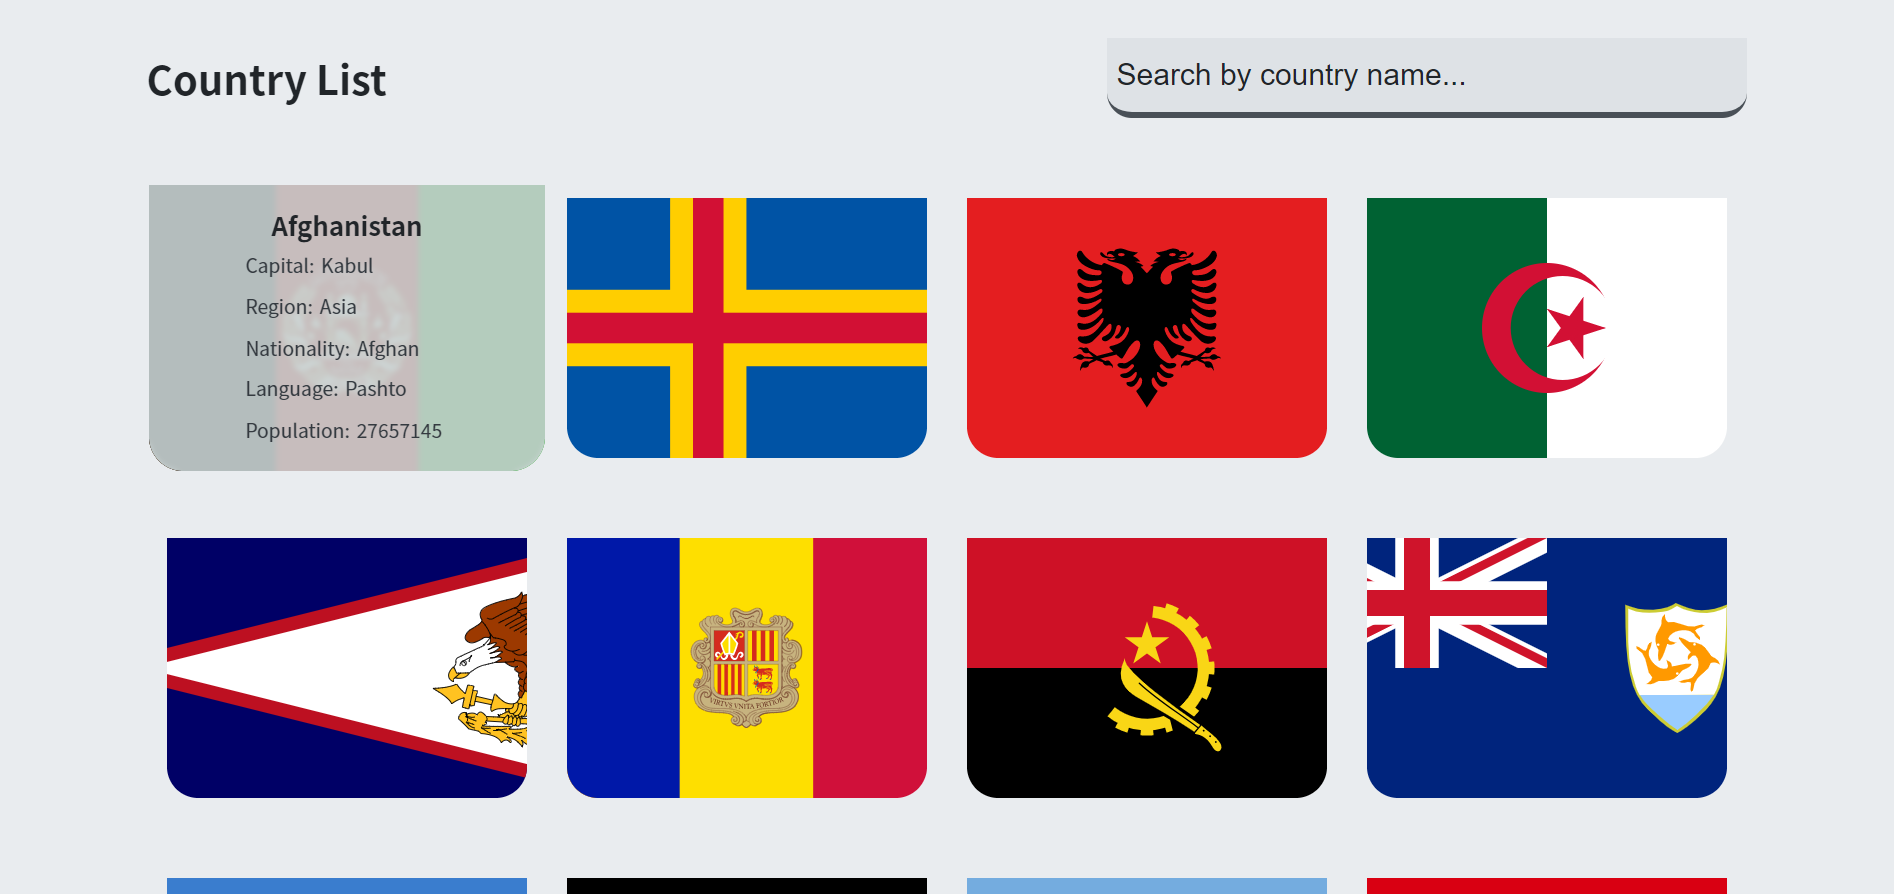 Country List
Search by country name...
Afghanistan
Capital: Kabul
Region: Asia
Nationality: Afghan
Language: Pashto
Population: 27657145
VIRTVS VNITA FORTIOR